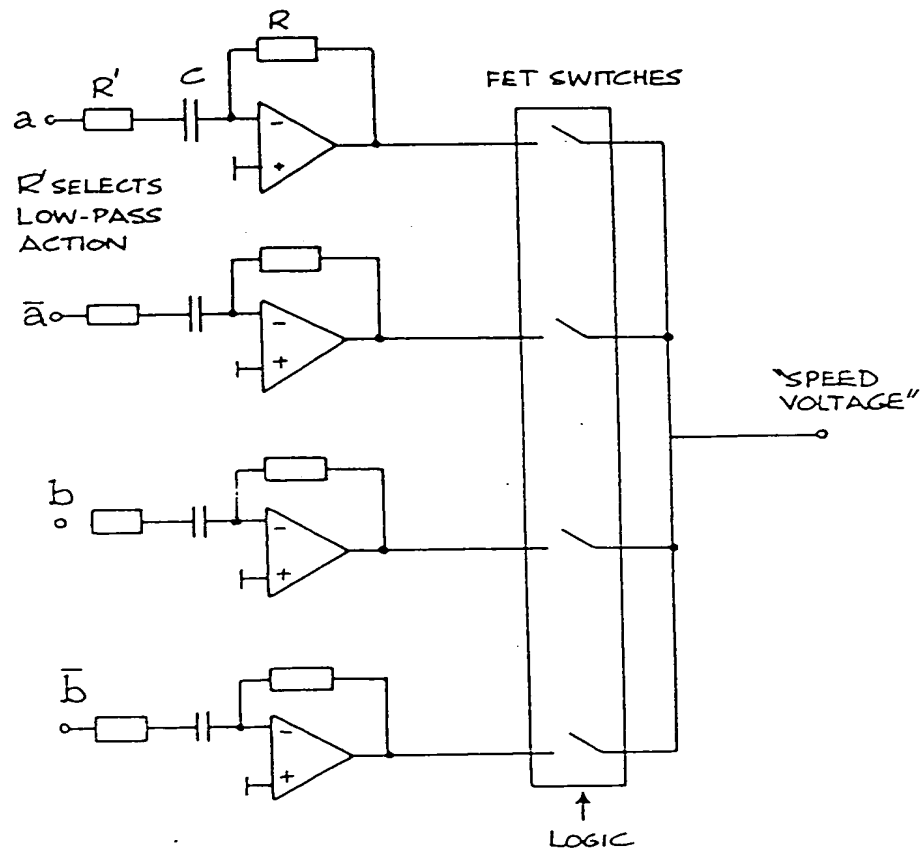 R
C
FET SWITCHES
R'
a
-
+
R' SELECTS
LOW-PASS
ACTION
a̅
-
+
"SPEED
VOLTAGE"
b
-
+
b̅
-
+
LOGIC